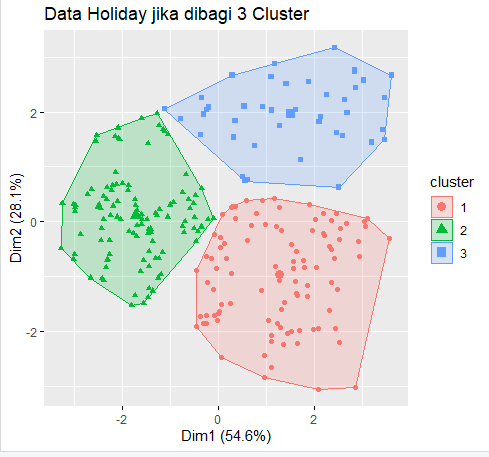 Data Holiday jika dibagi 3 Cluster
Dim2 (28.1%)
2
0
-2
-2
0
2
Dim1 (54.6%)
cluster
1
2
3